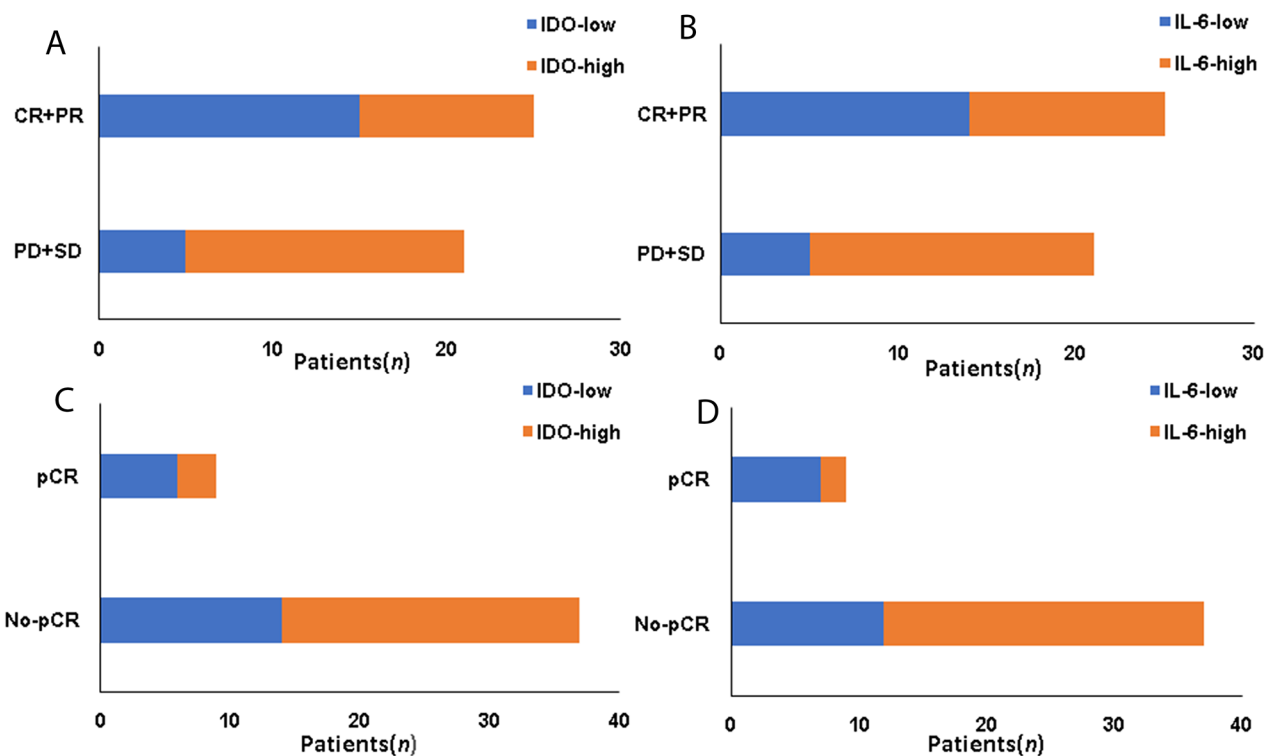 A
IDO-low
IDO-high
CR+PR
PD+SD
0 10 20 30
Patients(n)
B
IL-6-low
IL-6-high
CR+PR
PD+SD
0 10 20 30
Patients(n)
C
IDO-low
IDO-high
pCR
No-pCR
0 10 20 30 40
Patients(n)
D
IL-6-low
IL-6-high
pCR
No-pCR
0 10 20 30 40
Patients(n)